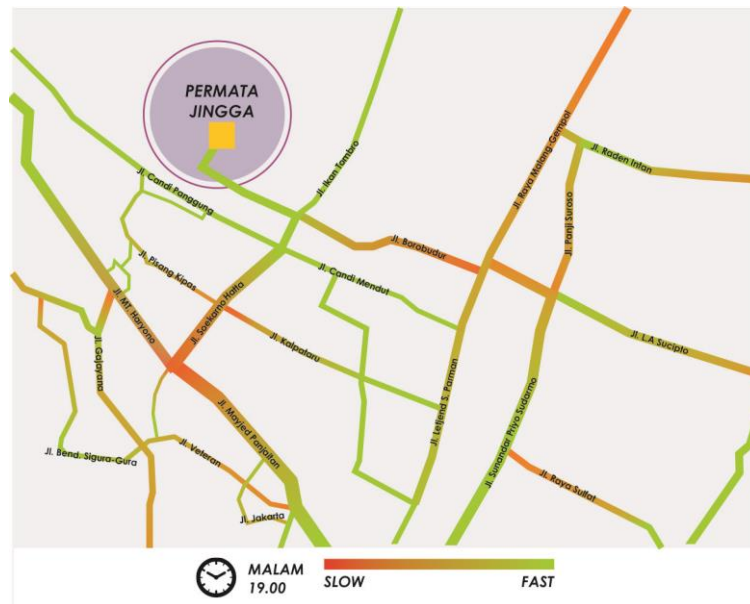 PERMATA
JINGGA
Jl. Ikan Tombro
Jl. Raya Malang-Gempol
Jl. Raden Intan
Jl. Candi Panggung
Jl. Panji Suroso
Jl. Borobudur
Jl. Pisang Kipas
Jl. Candi Mendut
Jl. MT. Haryono
Jl. Soekarno Hatta
Jl. Gajayana
Jl. Kalpataru
Jl. L.A Sucipto
Jl. Letjend S. Parman
Jl. Sunandar Priyo Sudarmo
Jl. Mayjed Panjaitan
Jl. Bend. Sigura-Gura
Jl. Veteran
Jl. Raya Sulfat
Jl. Jakarta
MALAM
19.00
SLOW
FAST